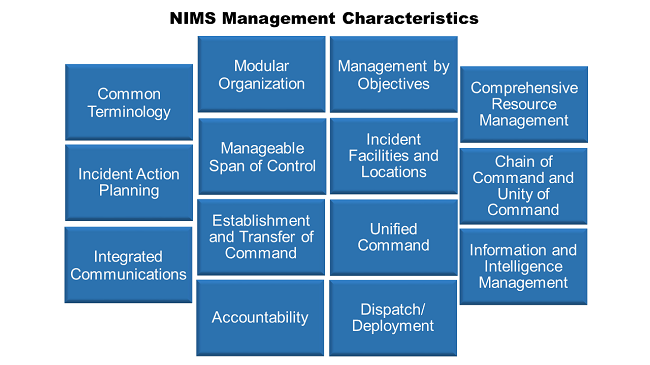 NIMS Management Characteristics
Common
Terminology
Incident Action
Planning
Integrated
Communications
Modular
Organization
Manageable
Span of Control
Establishment
and Transfer of
Command
Accountability
Management by
Objectives
Incident
Facilities and
Locations
Unified
Command
Dispatch/
Deployment
Comprehensive
Resource
Management
Chain of
Command and
Unity of
Command
Information and
Intelligence
Management